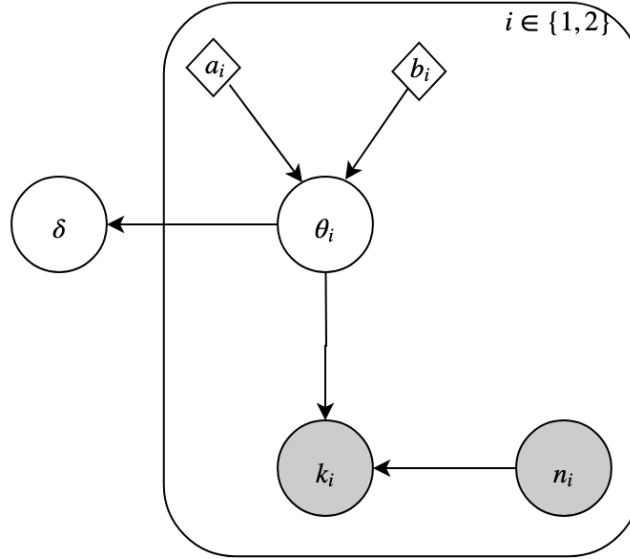 i ∈ {1, 2}
a_i
b_i
δ
θ_i
k_i
n_i